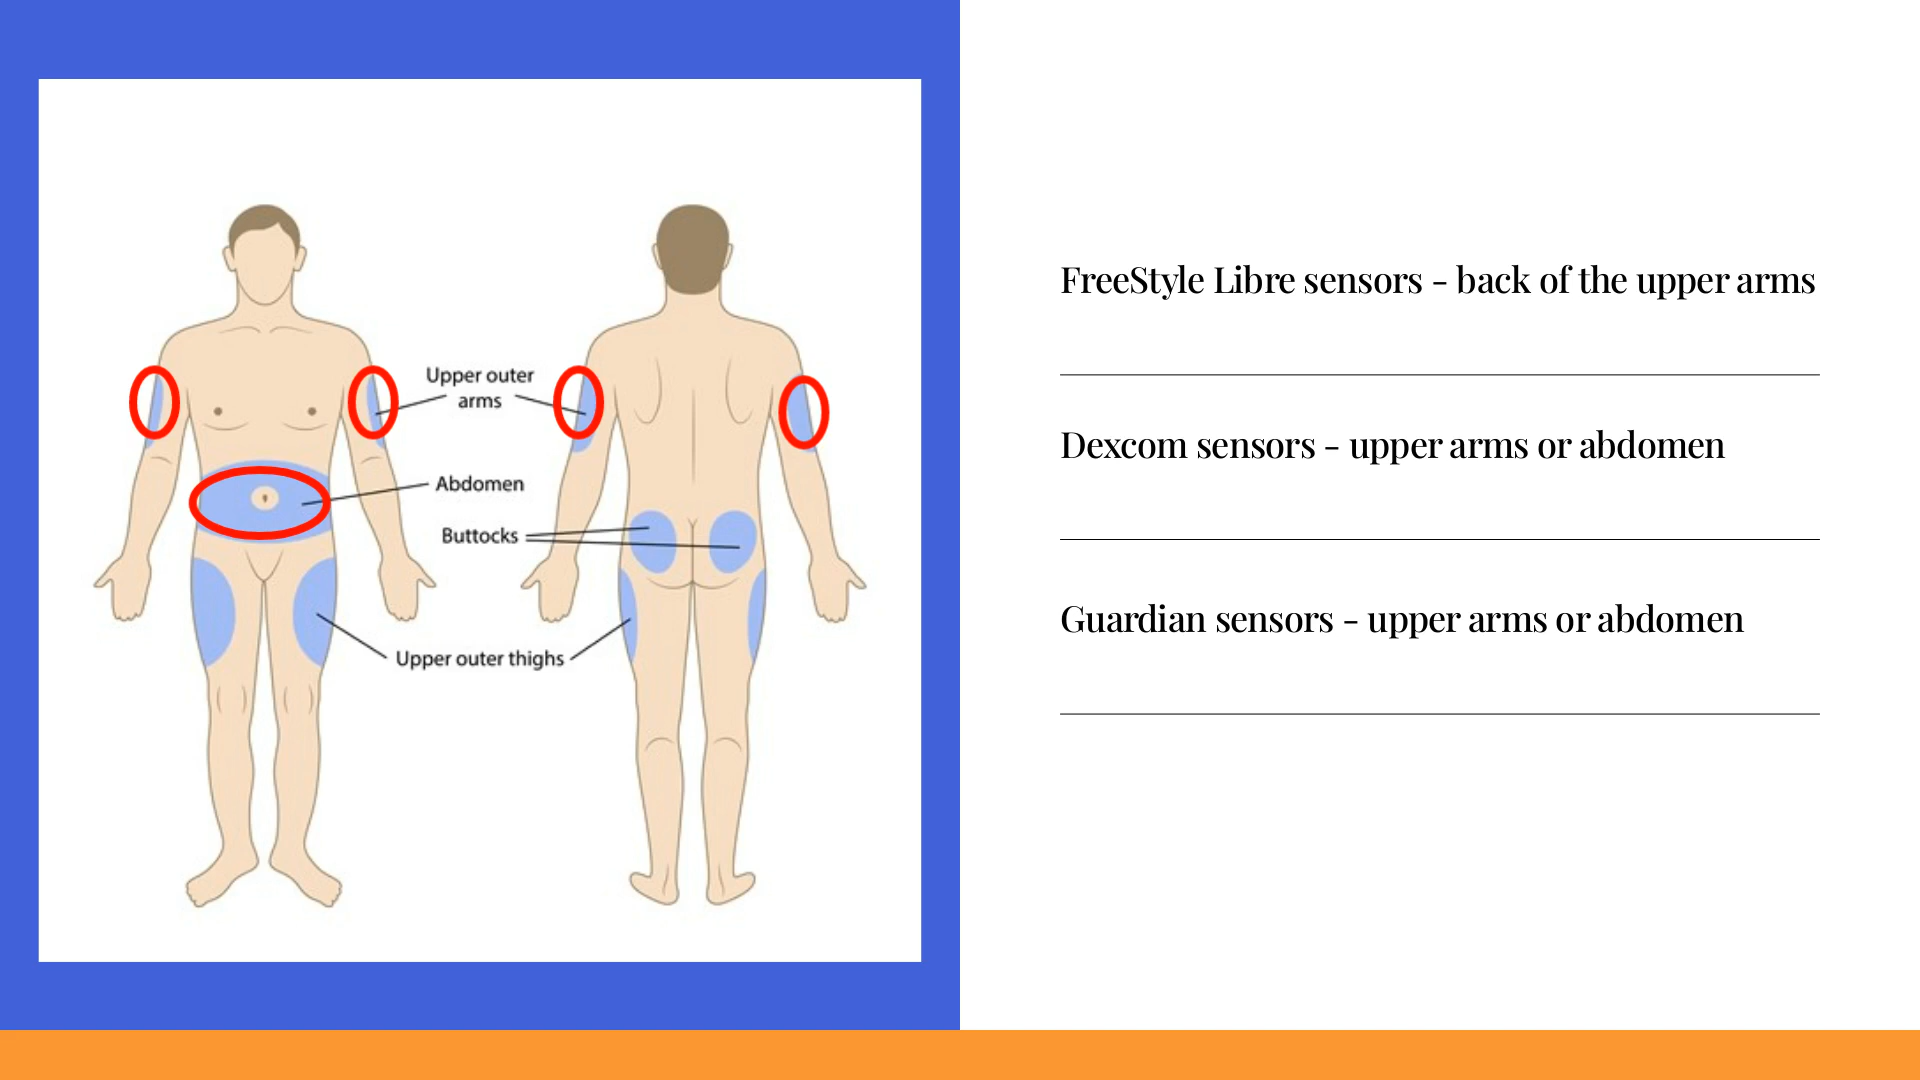 Upper outer
arms
Abdomen
Buttocks
Upper outer thighs
FreeStyle Libre sensors - back of the upper arms
Dexcom sensors - upper arms or abdomen
Guardian sensors - upper arms or abdomen